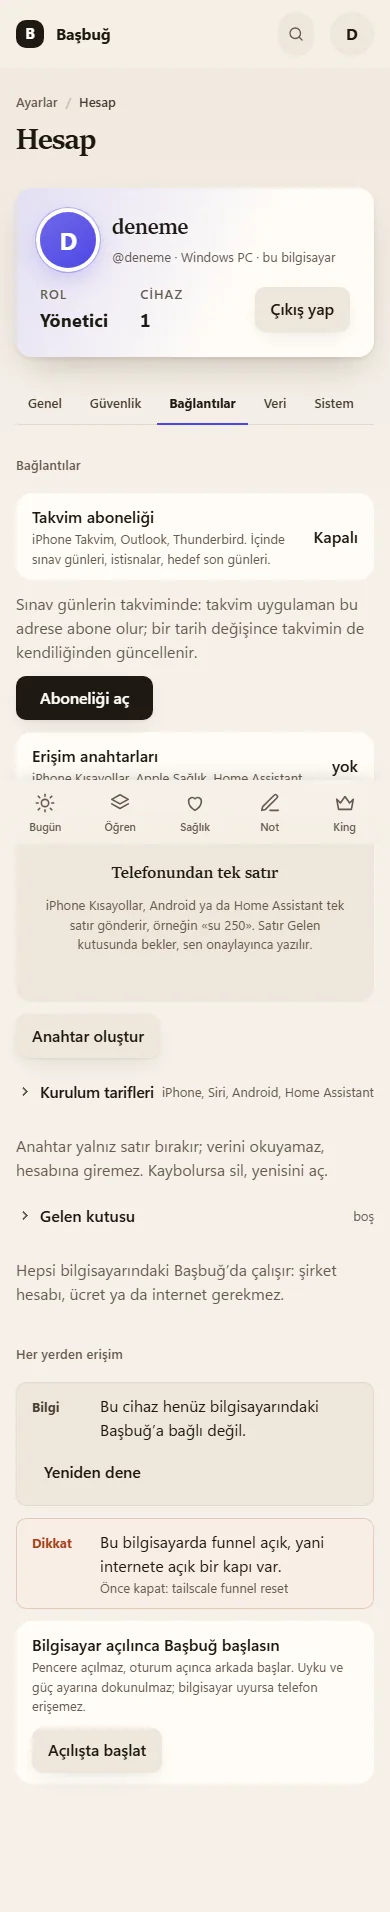 B Başbuğ D
Ayarlar / Hesap
Hesap
D
deneme
@deneme · Windows PC · bu bilgisayar
ROL CİHAZ
Yönetici 1
Çıkış yap
Genel Güvenlik Bağlantılar Veri Sistem
Bağlantılar
Takvim aboneliği
iPhone Takvim, Outlook, Thunderbird. İçinde
sınav günleri, istisnalar, hedef son günleri.
Kapalı
Sınav günlerin takviminde: takvim uygulaman bu
adrese abone olur; bir tarih değişince takvimin de
kendiliğinden güncellenir.
Aboneliği aç
Erişim anahtarları
iPhone Kısayollar, Apple Sağlık, Home Assistant
yok
Bugün Öğren Sağlık Not King
Telefonundan tek satır
iPhone Kısayollar, Android ya da Home Assistant tek
satır gönderir, örneğin «su 250». Satır Gelen
kutusunda bekler, sen onaylayınca yazılır.
Anahtar oluştur
Kurulum tarifleri iPhone, Siri, Android, Home Assistant
Anahtar yalnız satır bırakır; verini okuyamaz,
hesabına giremez. Kaybolursa sil, yenisini aç.
Gelen kutusu boş
Hepsi bilgisayarındaki Başbuğ’da çalışır: şirket
hesabı, ücret ya da internet gerekmez.
Her yerden erişim
Bilgi Bu cihaz henüz bilgisayarındaki
Başbuğ’a bağlı değil.
Yeniden dene
Dikkat Bu bilgisayarda funnel açık, yani
internete açık bir kapı var.
Önce kapat: tailscale funnel reset
Bilgisayar açılınca Başbuğ başlasın
Pencere açılmaz, oturum açınca arkada başlar. Uyku ve
güç ayarına dokunulmaz; bilgisayar uyursa telefon
erişemez.
Açılışta başlat